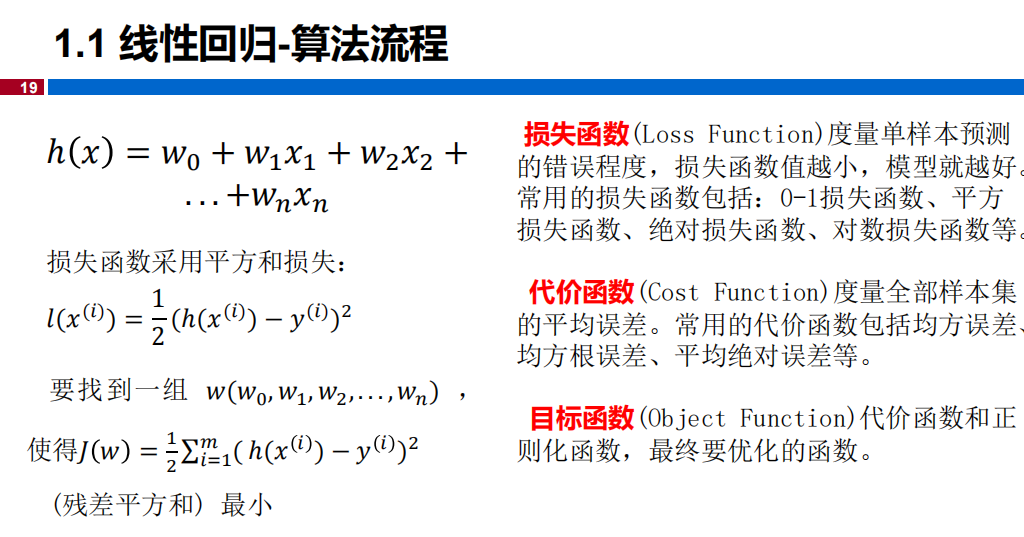 1.1 线性回归-算法流程
19
h(x) = w₀ + w₁x₁ + w₂x₂ +
…+wₙxₙ
损失函数采用平方和损失：
l(x⁽ⁱ⁾) = 1/2 (h(x⁽ⁱ⁾) − y⁽ⁱ⁾)²
要找到一组 w(w₀, w₁, w₂, …, wₙ) ，
使得J(w) = 1/2 ∑ᵢ₌₁ᵐ( h(x⁽ⁱ⁾) − y⁽ⁱ⁾)²
(残差平方和) 最小
损失函数(Loss Function)度量单样本预测
的错误程度，损失函数值越小，模型就越好。
常用的损失函数包括：0-1损失函数、平方
损失函数、绝对损失函数、对数损失函数等。
代价函数(Cost Function)度量全部样本集
的平均误差。常用的代价函数包括均方误差、
均方根误差、平均绝对误差等。
目标函数(Object Function)代价函数和正
则化函数，最终要优化的函数。